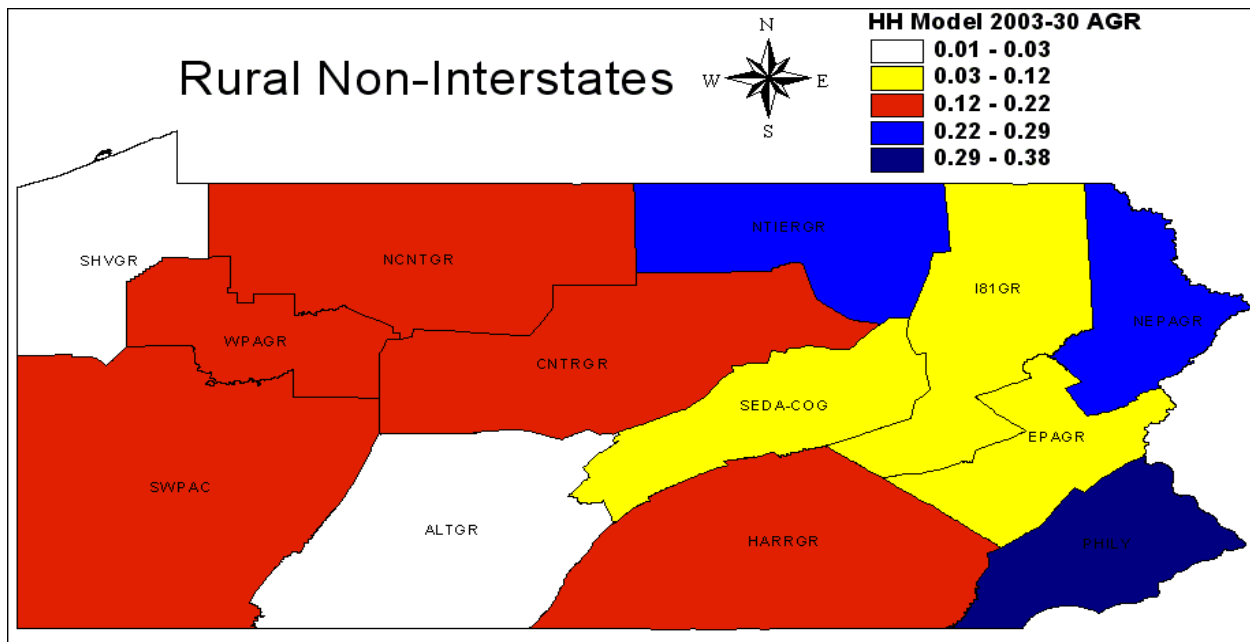 HH Model 2003-30 AGR
0.01 - 0.03
0.03 - 0.12
0.12 - 0.22
0.22 - 0.29
0.29 - 0.38
Rural Non-Interstates
N
W E
S
SHVGR
NCNTGR
NTIERGR
I81GR
NEPAGR
WPAGR
CNTRGR
SEDA-COG
EPAGR
SWPAC
ALTGR
HARRGR
PHILY